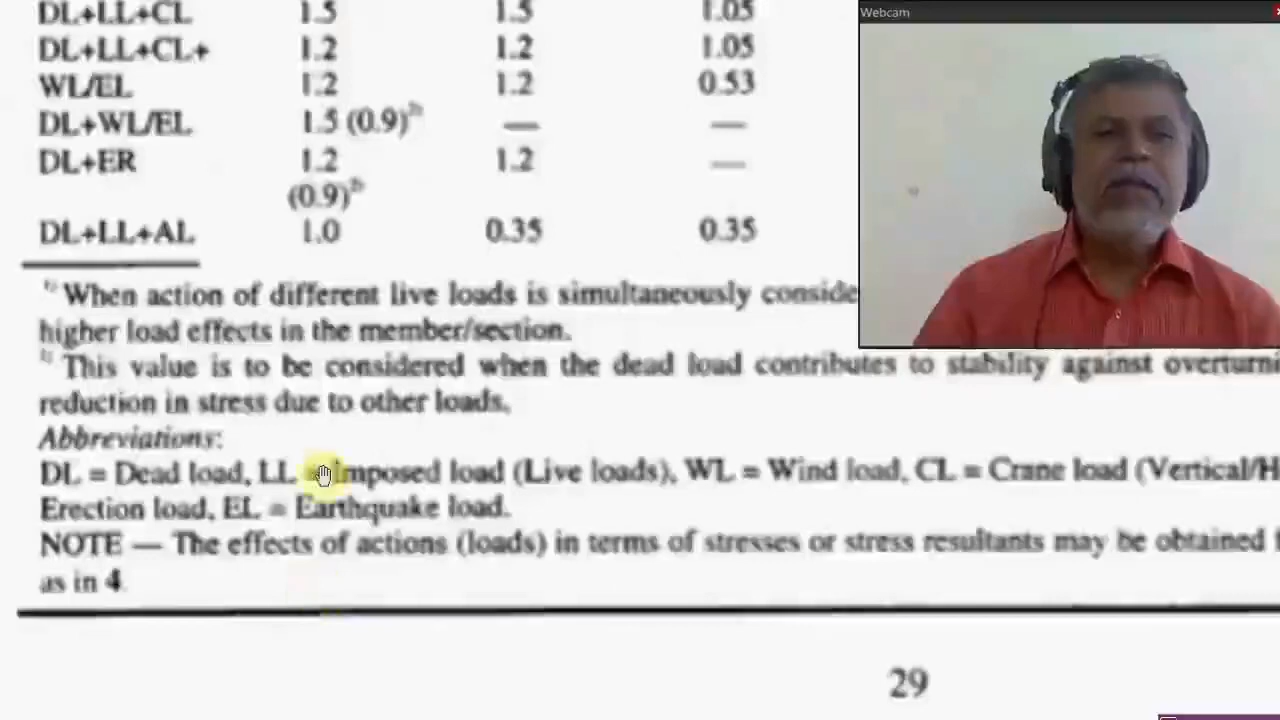 DL+LL+CL 1.5 1.5 1.05
Webcam
DL+LL+CL+ 1.2 1.2 1.05
WL/EL 1.2 1.2 0.53
DL+WL/EL 1.5 (0.9)²⁾ — —
DL+ER 1.2 1.2 —
(0.9)²⁾
DL+LL+AL 1.0 0.35 0.35
When action of different live loads is simultaneously conside
higher load effects in the member/section.
This value is to be considered when the dead load contributes to stability against overturni
reduction in stress due to other loads.
Abbreviations:
DL = Dead load, LL = Imposed load (Live loads), WL = Wind load, CL = Crane load (Vertical/H
Erection load, EL = Earthquake load.
NOTE — The effects of actions (loads) in terms of stresses or stress resultants may be obtained f
as in 4
29